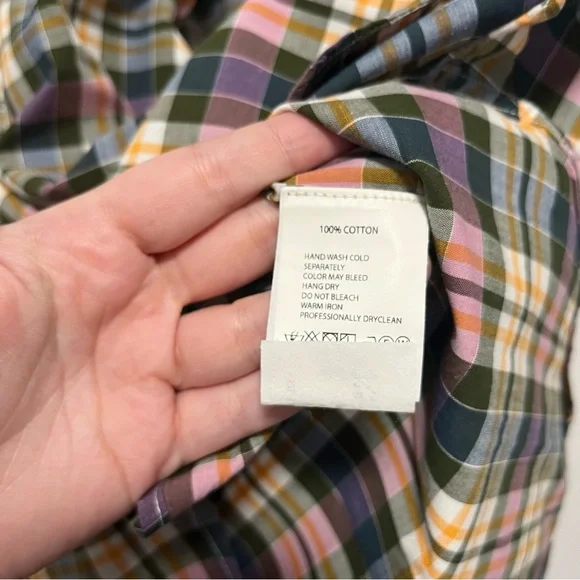 100% COTTON
HAND WASH COLD
SEPARATELY
COLOR MAY BLEED
HANG DRY
DO NOT BLEACH
WARM IRON
PROFESSIONALLY DRYCLEAN